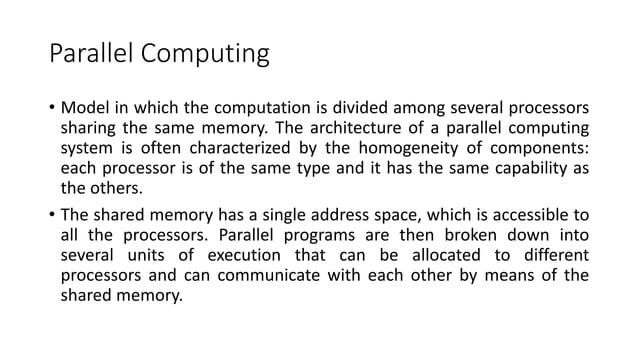 Parallel Computing
• Model in which the computation is divided among several processors
sharing the same memory. The architecture of a parallel computing
system is often characterized by the homogeneity of components:
each processor is of the same type and it has the same capability as
the others.
• The shared memory has a single address space, which is accessible to
all the processors. Parallel programs are then broken down into
several units of execution that can be allocated to different
processors and can communicate with each other by means of the
shared memory.